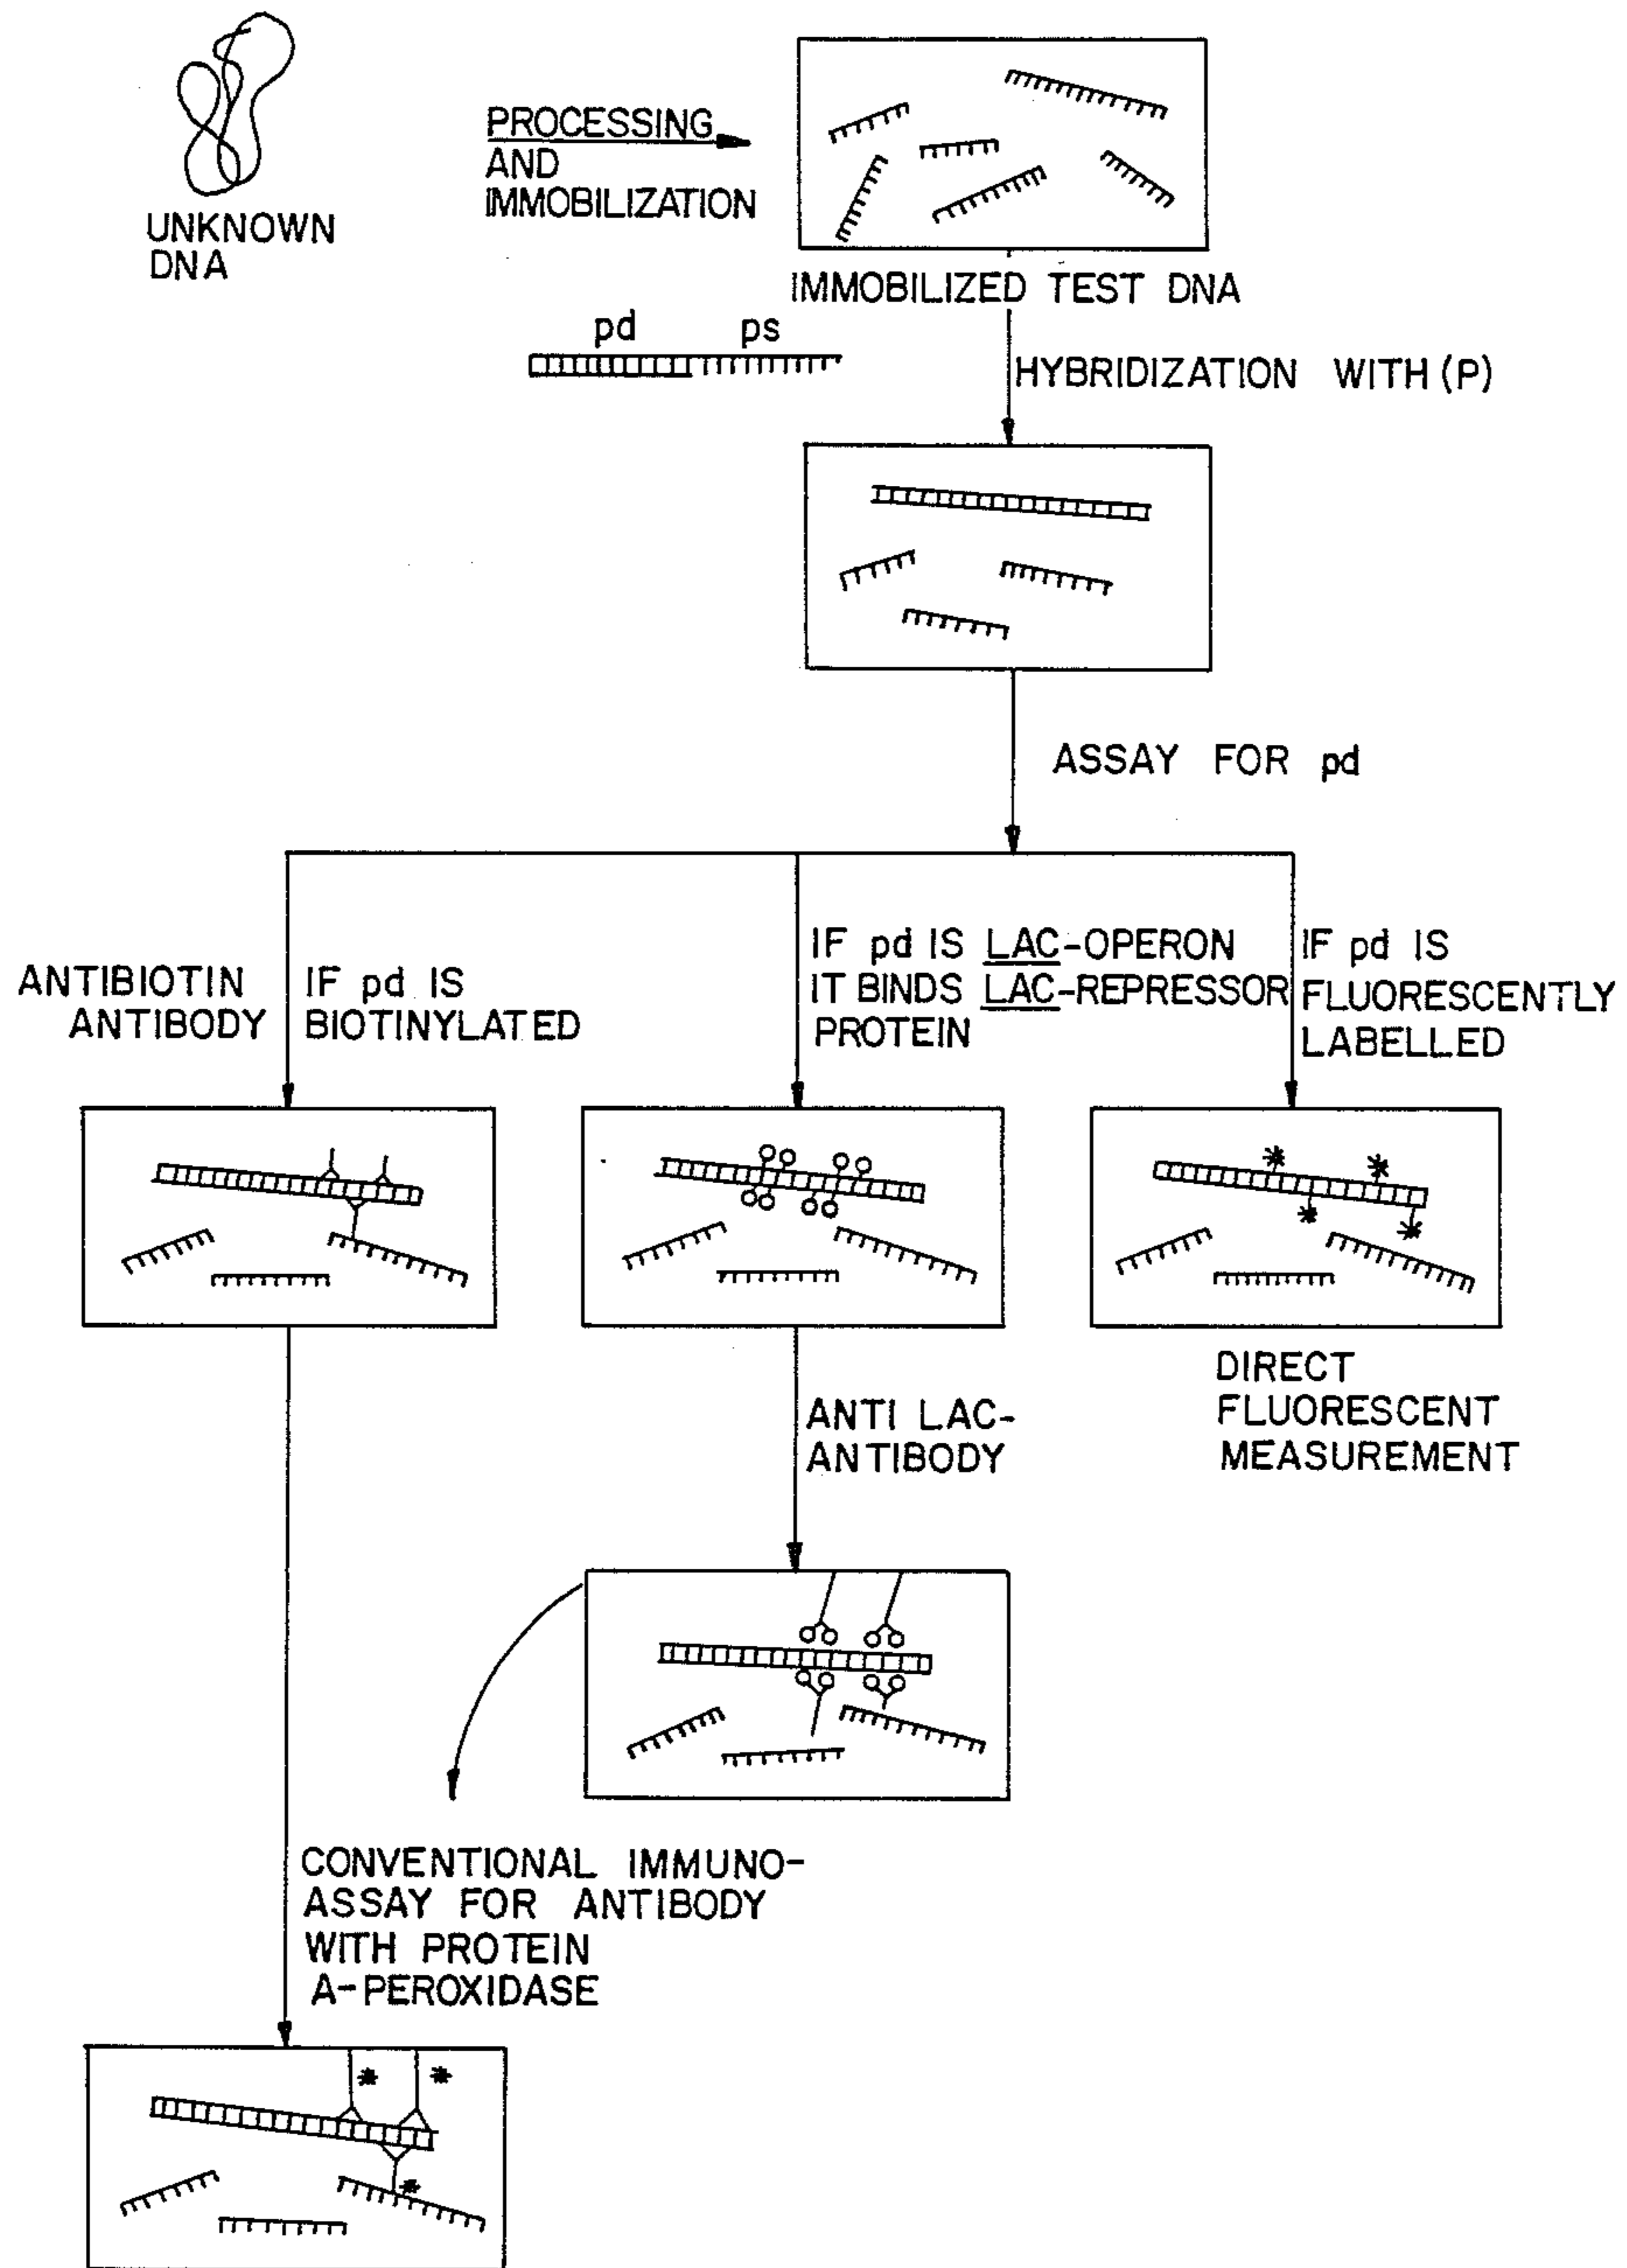 UNKNOWN
DNA
PROCESSING
AND
IMMOBILIZATION
IMMOBILIZED TEST DNA
pd ps
HYBRIDIZATION WITH (P)
ASSAY FOR pd
ANTIBIOTIN
ANTIBODY
IF pd IS
BIOTINYLATED
IF pd IS LAC-OPERON
IT BINDS LAC-REPRESSOR
PROTEIN
IF pd IS
FLUORESCENTLY
LABELLED
DIRECT
FLUORESCENT
MEASUREMENT
ANTI LAC-
ANTIBODY
CONVENTIONAL IMMUNO-
ASSAY FOR ANTIBODY
WITH PROTEIN
A-PEROXIDASE